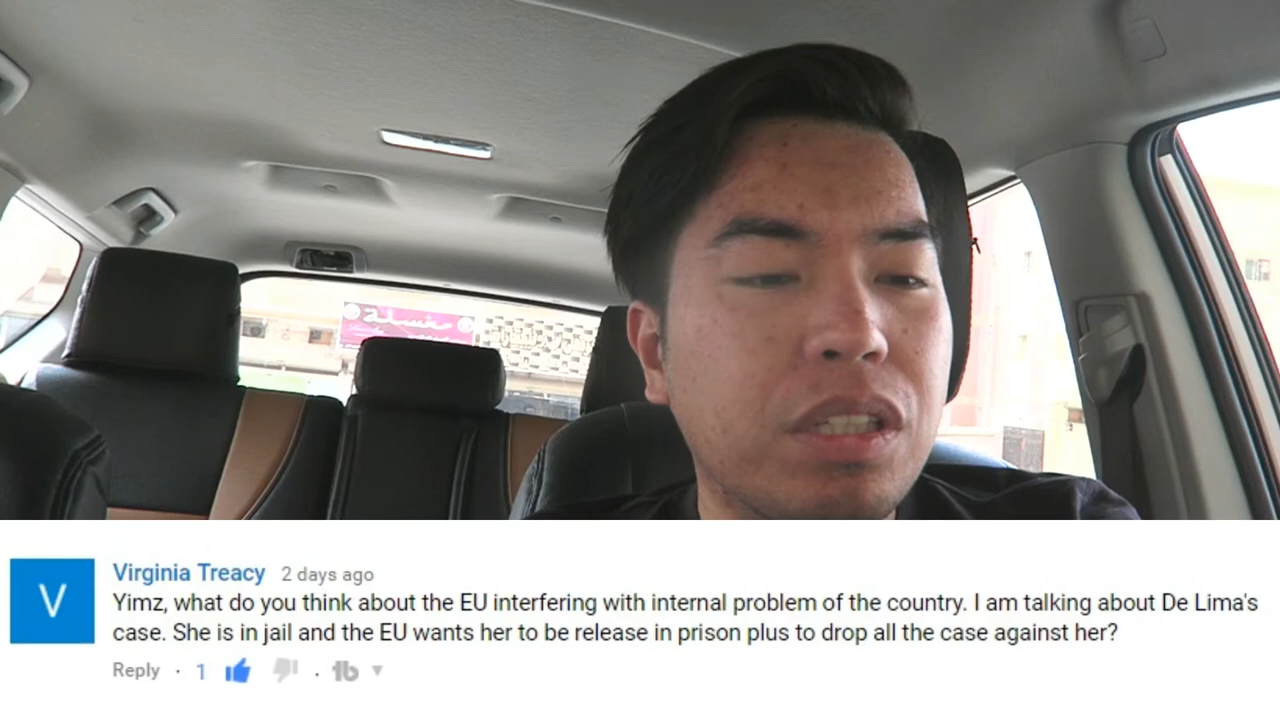 مغسلة
V
Virginia Treacy 2 days ago
Yimz, what do you think about the EU interfering with internal problem of the country. I am talking about De Lima's
case. She is in jail and the EU wants her to be release in prison plus to drop all the case against her?
Reply · 1